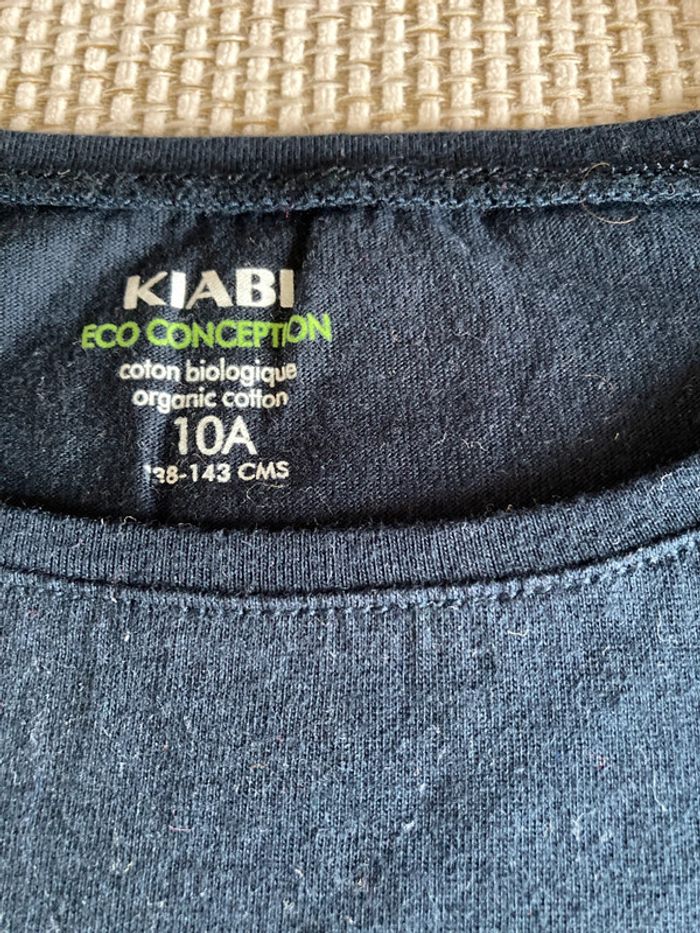 KIABI
ECO CONCEPTION
coton biologique
organic cotton
10A
138-143 CMS